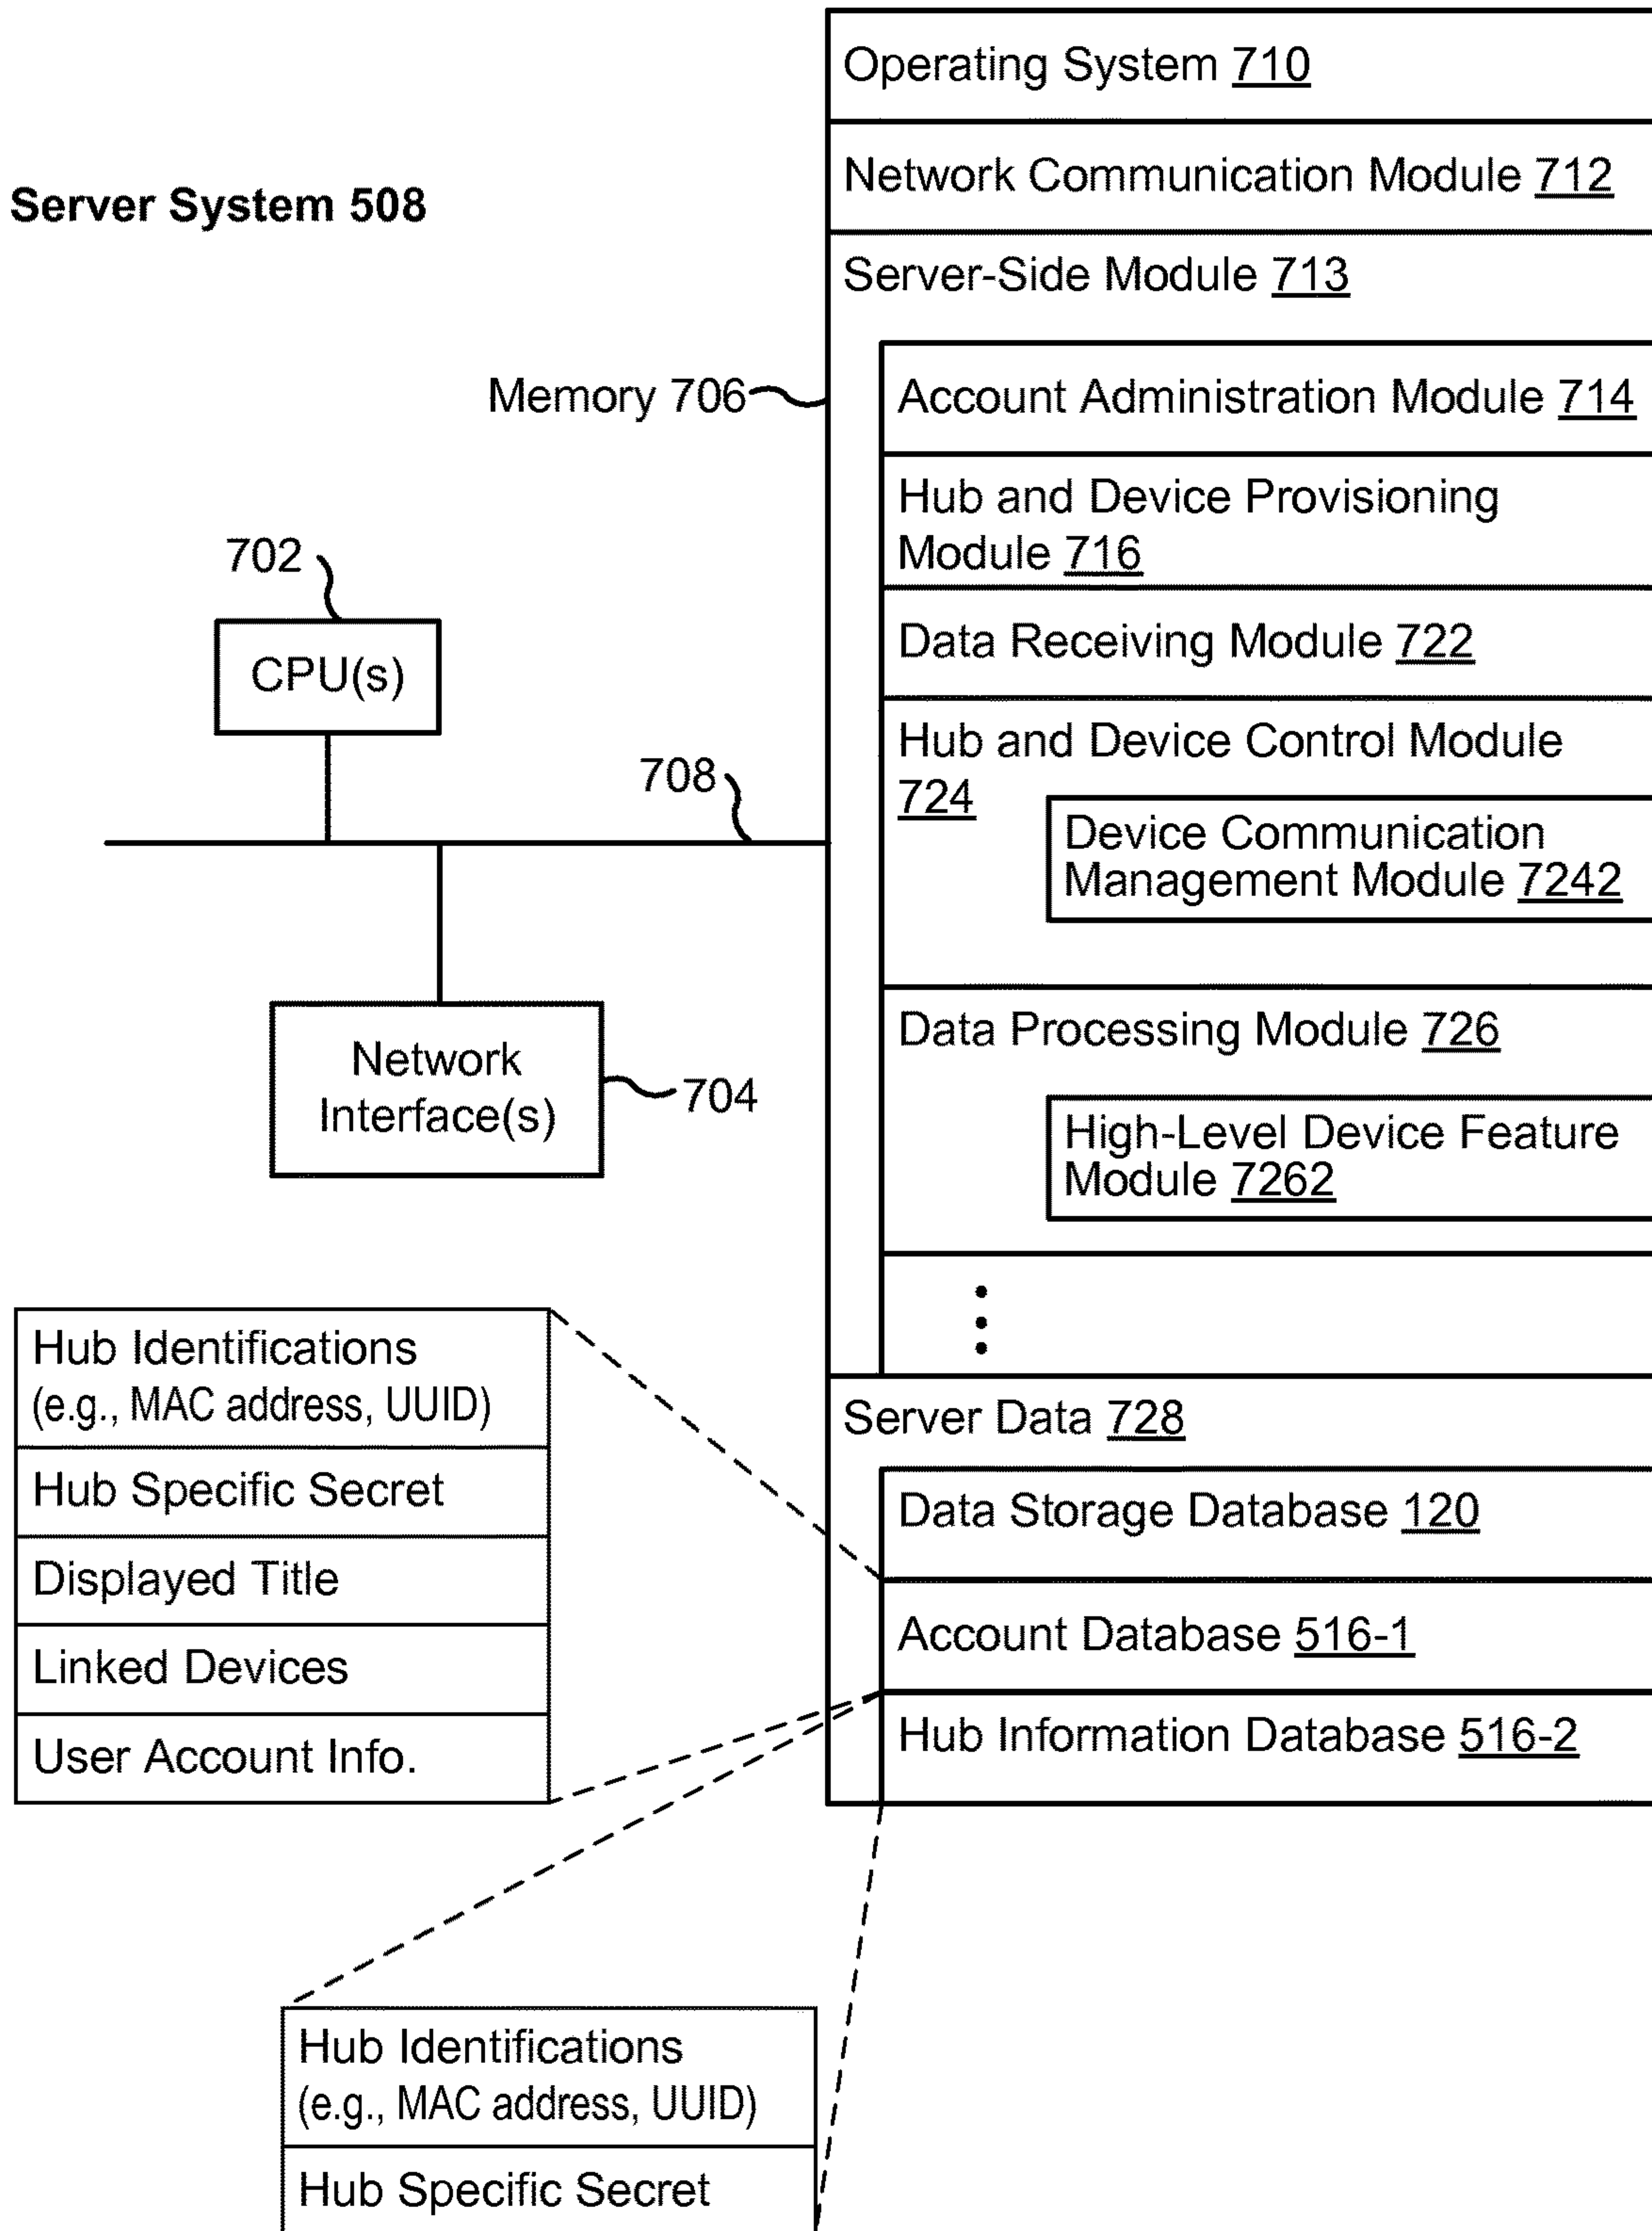 Server System 508
Operating System 710
Network Communication Module 712
Server-Side Module 713
Memory 706
Account Administration Module 714
Hub and Device Provisioning
Module 716
Data Receiving Module 722
Hub and Device Control Module
724
Device Communication
Management Module 7242
Data Processing Module 726
High-Level Device Feature
Module 7262
702
CPU(s)
708
Network
Interface(s)
704
Server Data 728
Data Storage Database 120
Account Database 516-1
Hub Information Database 516-2
Hub Identifications
(e.g., MAC address, UUID)
Hub Specific Secret
Displayed Title
Linked Devices
User Account Info.
Hub Identifications
(e.g., MAC address, UUID)
Hub Specific Secret